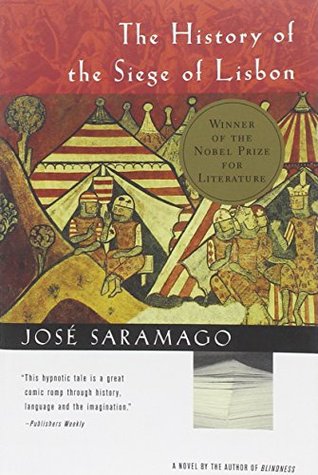 The History of
the Siege of Lisbon
WINNER
OF THE
NOBEL PRIZE
FOR
LITERATURE
JOSÉ SARAMAGO
"This hypnotic tale is a great
comic romp through history,
language and the imagination."
—Publishers Weekly
A NOVEL BY THE AUTHOR OF BLINDNESS